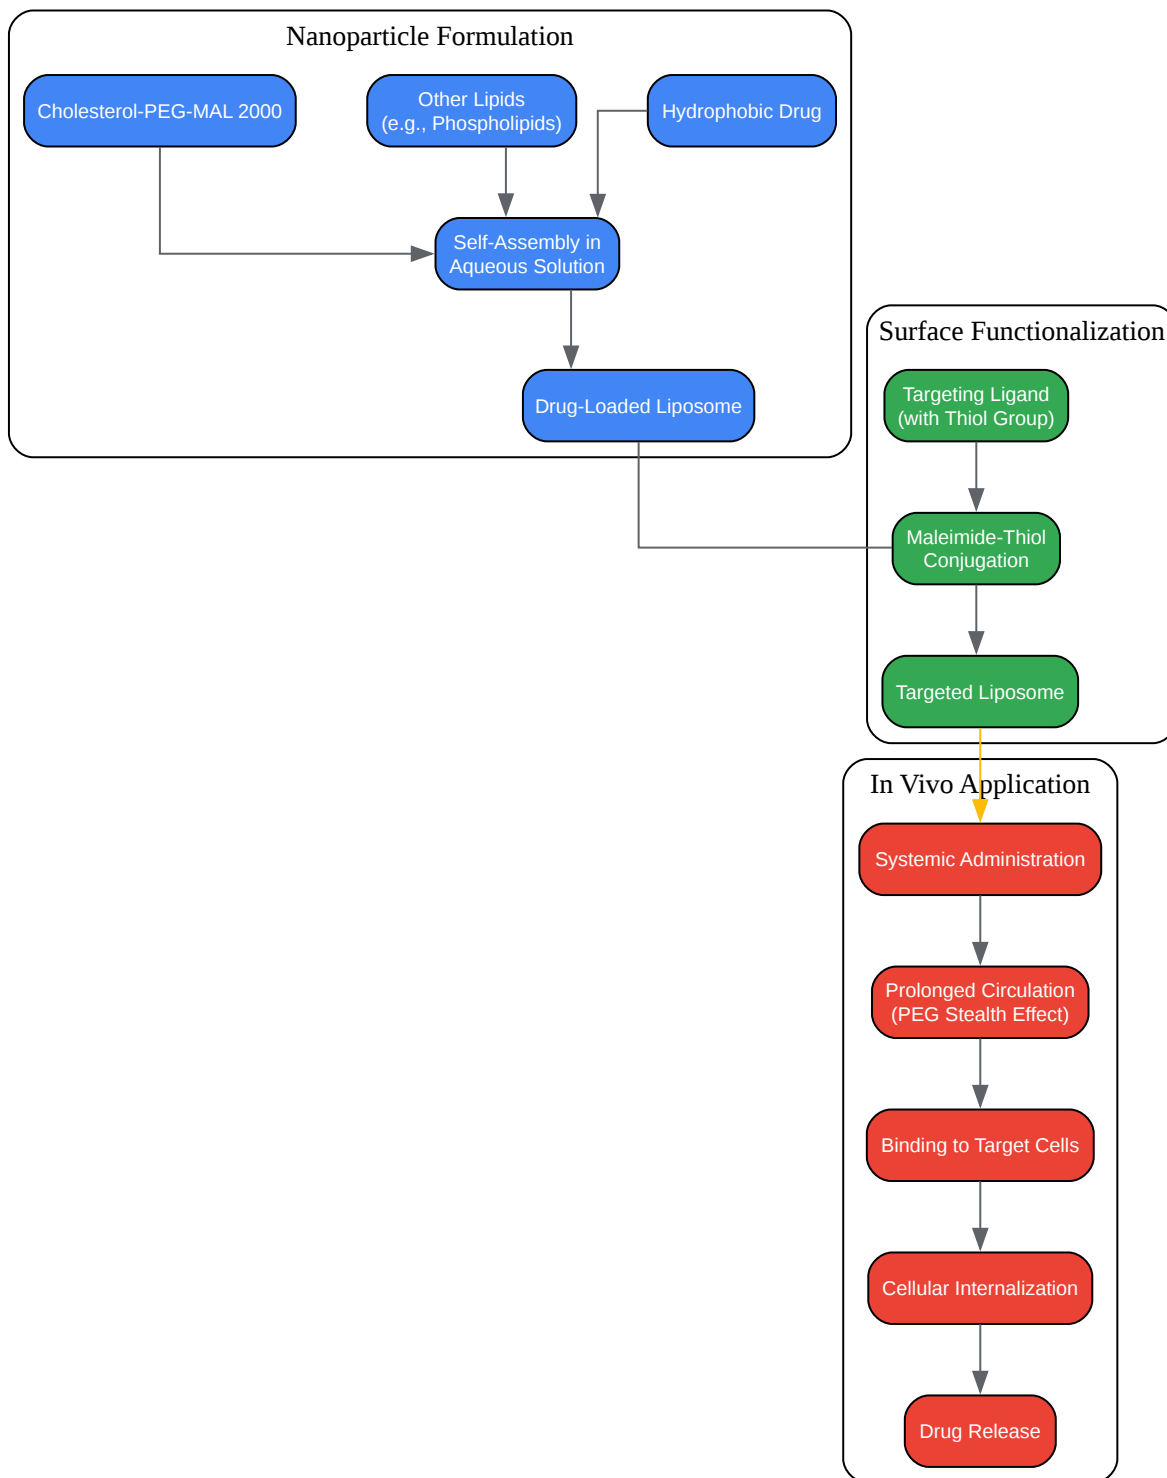 Nanoparticle Formulation
Cholesterol-PEG-MAL 2000
Other Lipids
(e.g., Phospholipids)
Hydrophobic Drug
Self-Assembly in
Aqueous Solution
Drug-Loaded Liposome
Surface Functionalization
Targeting Ligand
(with Thiol Group)
Maleimide-Thiol
Conjugation
Targeted Liposome
In Vivo Application
Systemic Administration
Prolonged Circulation
(PEG Stealth Effect)
Binding to Target Cells
Cellular Internalization
Drug Release